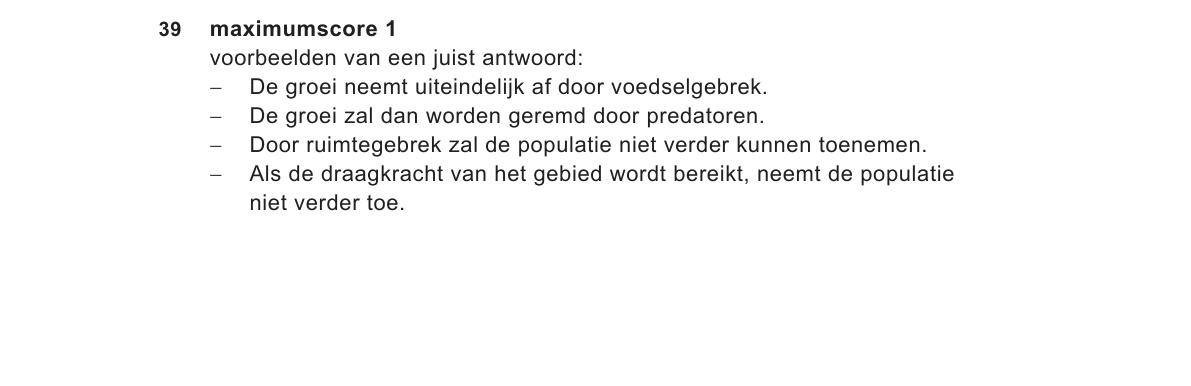 39 maximumscore 1
voorbeelden van een juist antwoord:
− De groei neemt uiteindelijk af door voedselgebrek.
− De groei zal dan worden geremd door predatoren.
− Door ruimtegebrek zal de populatie niet verder kunnen toenemen.
− Als de draagkracht van het gebied wordt bereikt, neemt de populatie
niet verder toe.